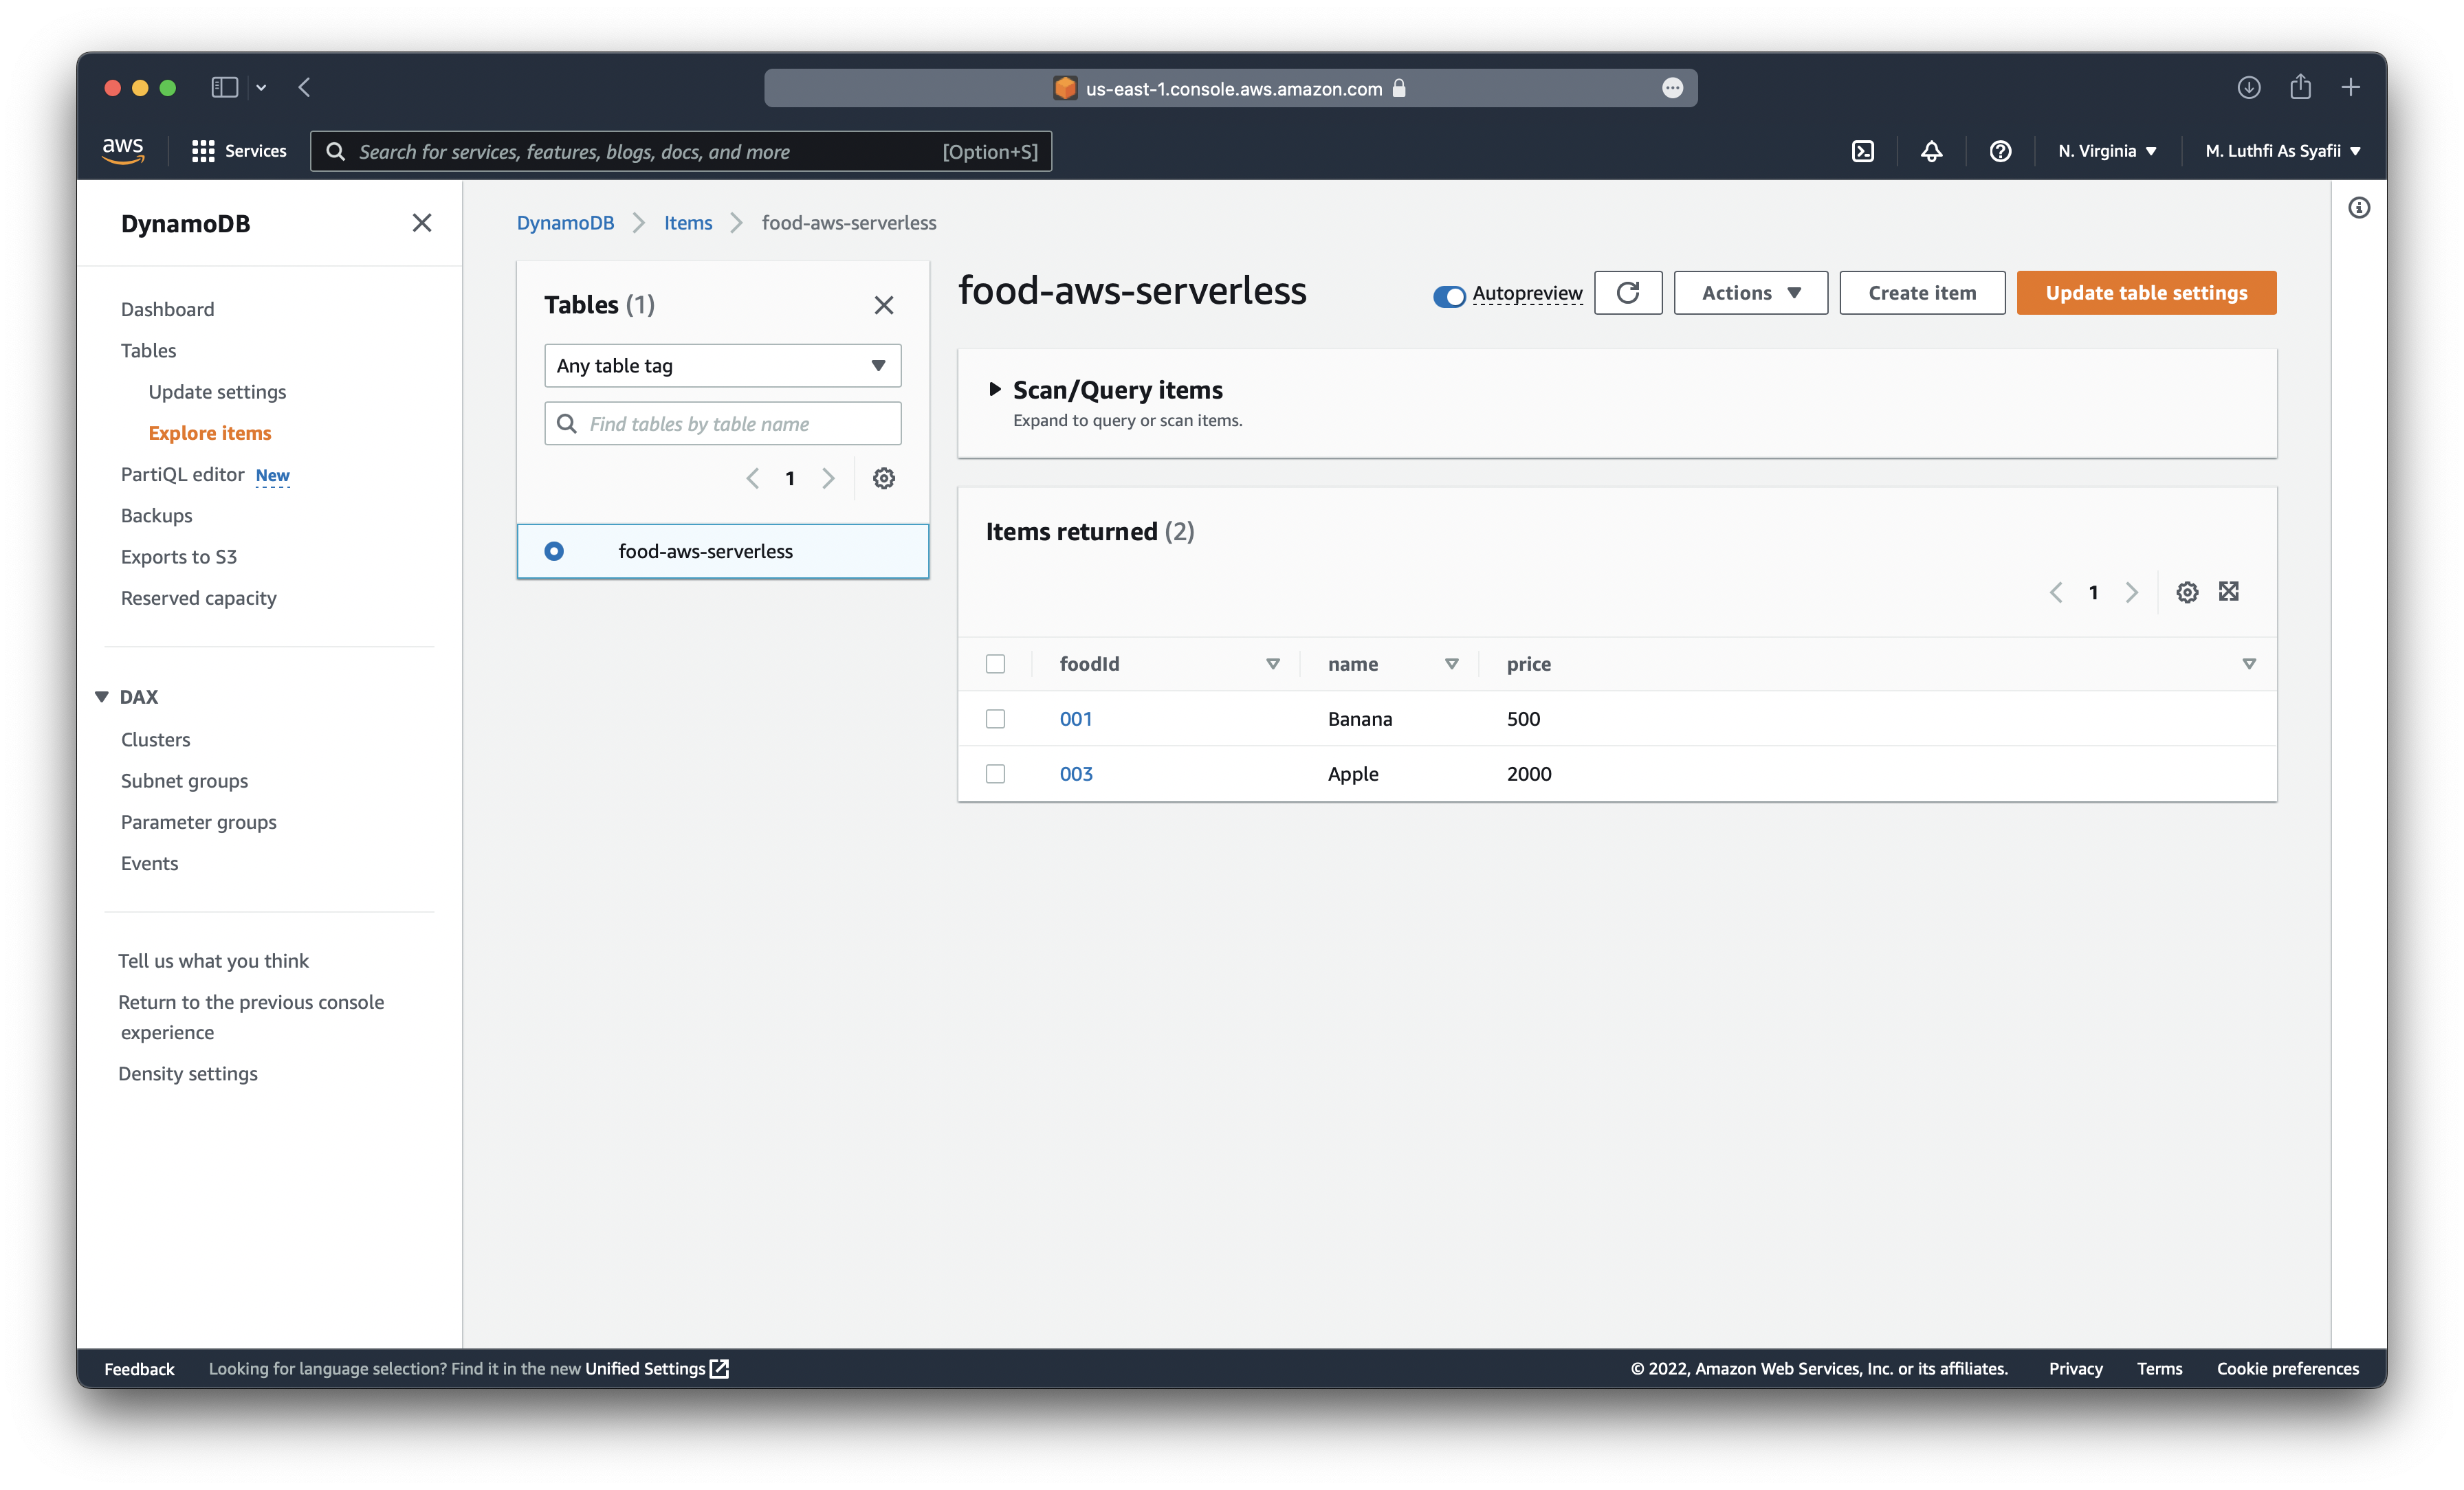 us-east-1.console.aws.amazon.com
aws
Services
Search for services, features, blogs, docs, and more
[Option+S]
N. Virginia
M. Luthfi As Syafii
DynamoDB
Dashboard
Tables
Update settings
Explore items
PartiQL editor New
Backups
Exports to S3
Reserved capacity
DAX
Clusters
Subnet groups
Parameter groups
Events
Tell us what you think
Return to the previous console
experience
Density settings
DynamoDB
Items
food-aws-serverless
Tables (1)
Any table tag
Find tables by table name
1
food-aws-serverless
food-aws-serverless
Autopreview
Actions
Create item
Update table settings
Scan/Query items
Expand to query or scan items.
Items returned (2)
1
foodId name price
001 Banana 500
003 Apple 2000
Feedback
Looking for language selection? Find it in the new Unified Settings
© 2022, Amazon Web Services, Inc. or its affiliates.
Privacy
Terms
Cookie preferences